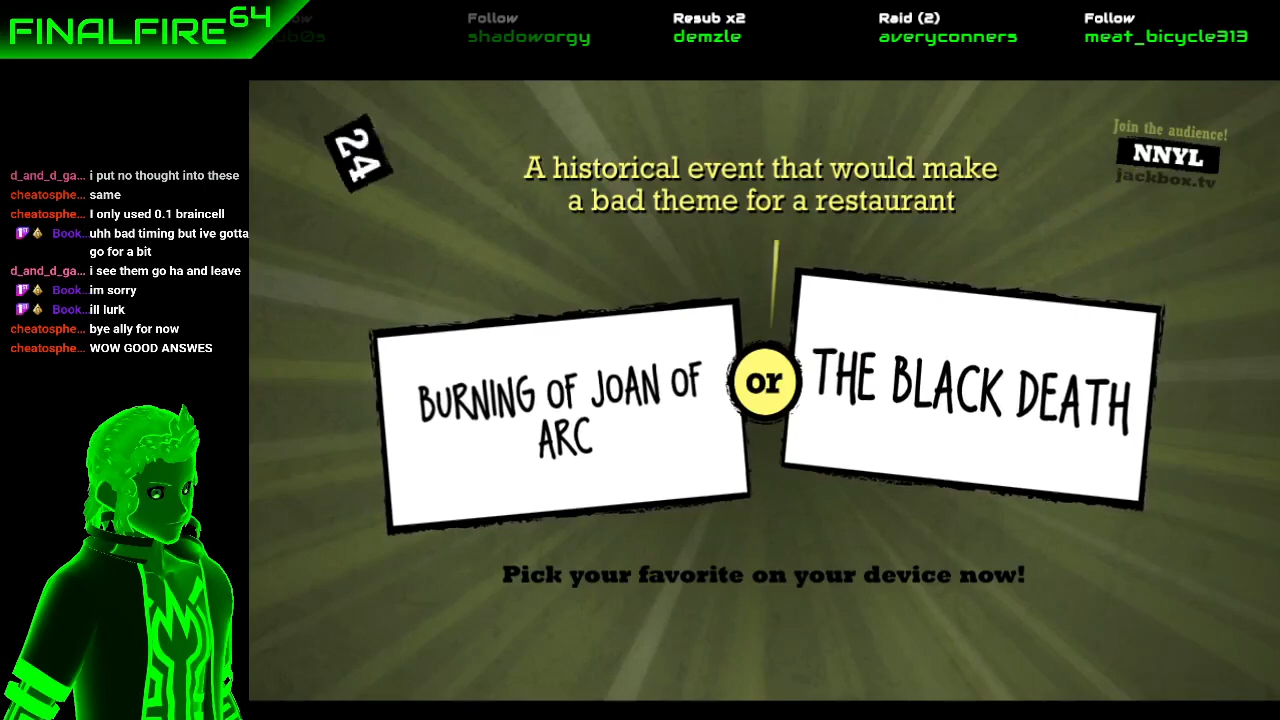 FINALFIRE64
Follow
shadoworgy
Resub x2
demzle
Raid (2)
averyconners
Follow
meat_bicycle313
d_and_d_ga... i put no thought into these
cheatosphe... same
cheatosphe... I only used 0.1 braincell
Book... uhh bad timing but ive gotta
go for a bit
d_and_d_ga... i see them go ha and leave
Book... im sorry
Book... ill lurk
cheatosphe... bye ally for now
cheatosphe... WOW GOOD ANSWES
24
A historical event that would make
a bad theme for a restaurant
Join the audience!
NNYL
jackbox.tv
BURNING OF JOAN OF
ARC
or
THE BLACK DEATH
Pick your favorite on your device now!